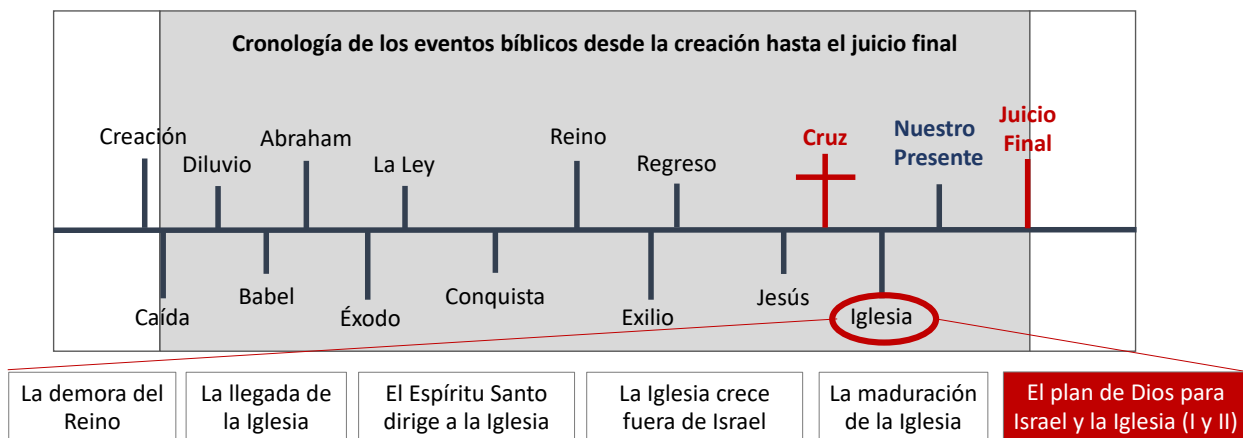 Cronología de los eventos bíblicos desde la creación hasta el juicio final
Creación
Diluvio
Abraham
La Ley
Reino
Regreso
Cruz
Nuestro
Presente
Juicio
Final
Caída
Babel
Éxodo
Conquista
Exilio
Jesús
Iglesia
La demora del
Reino
La llegada de
la Iglesia
El Espíritu Santo
dirige a la Iglesia
La Iglesia crece
fuera de Israel
La maduración
de la Iglesia
El plan de Dios para
Israel y la Iglesia (I y II)